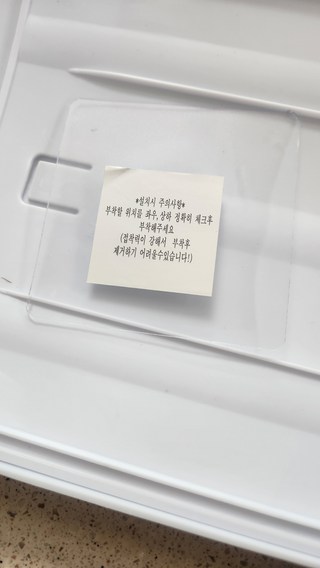 *설치시 주의사항*
부착할 위치를 좌우, 상하 정확히 체크후
부착해주세요
(접착력이 강해서 부착후
제거하기 어려울수있습니다!)